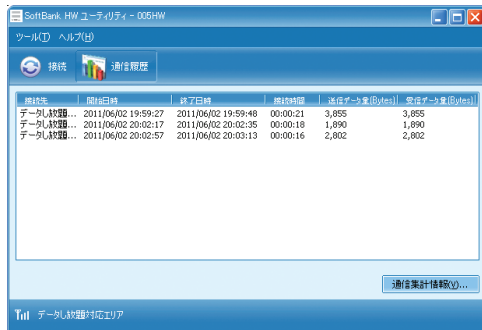 SoftBank HW ユーティリティ - 005HW
ツール(T) ヘルプ(H)
接続 通信履歴
接続先 開始日時 終了日時 接続時間 送信データ量(Bytes) 受信データ量(Bytes)
データし放題... 2011/06/02 19:59:27 2011/06/02 19:59:48 00:00:21 3,855 3,855
データし放題... 2011/06/02 20:02:17 2011/06/02 20:02:35 00:00:18 1,890 1,890
データし放題... 2011/06/02 20:02:57 2011/06/02 20:03:13 00:00:16 2,802 2,802
通信集計情報(V)...
データし放題対応エリア